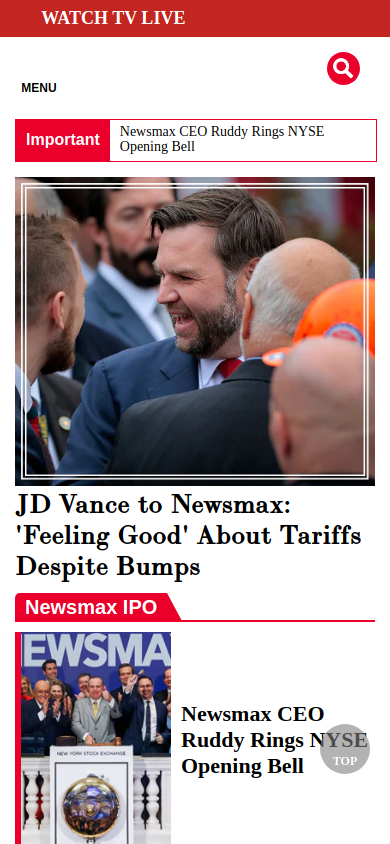 WATCH TV LIVE
MENU
Important
Newsmax CEO Ruddy Rings NYSE
Opening Bell
JD Vance to Newsmax:
'Feeling Good' About Tariffs
Despite Bumps
Newsmax IPO
EWSMA
NEW YORK STOCK EXCHANGE
Newsmax CEO
Ruddy Rings NYSE
Opening Bell
TOP